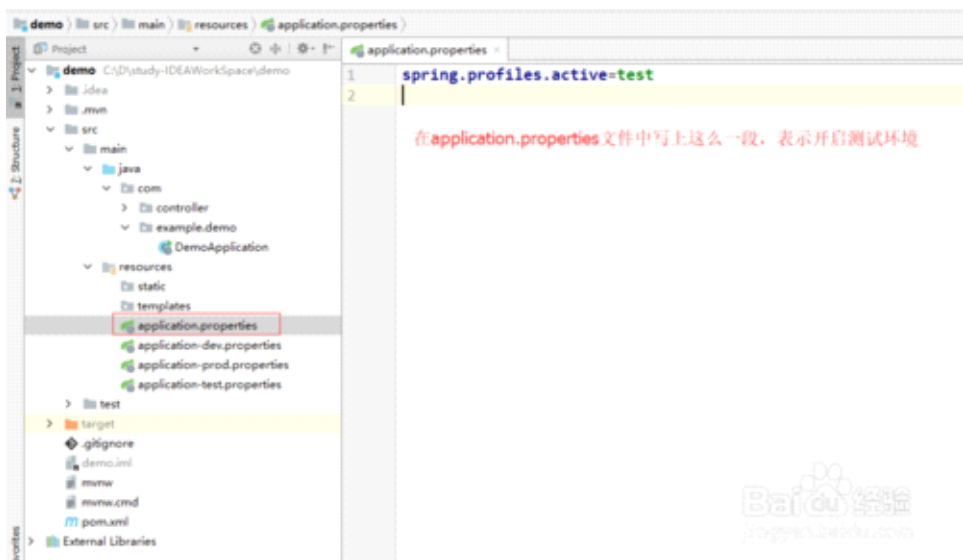 demo src main resources application.properties
Project
application.properties
1: Project
demo C:\D\study-IDEAWorkSpace\demo
.idea
.mvn
src
main
java
com
controller
example.demo
DemoApplication
resources
static
templates
application.properties
application-dev.properties
application-prod.properties
application-test.properties
test
target
.gitignore
demo.iml
mvnw
mvnw.cmd
pom.xml
External Libraries
Z: Structure
vorites
1 spring.profiles.active=test
2
在application.properties文件中写上这么一段，表示开启测试环境
Baidu 经验
jingyan.baidu.com